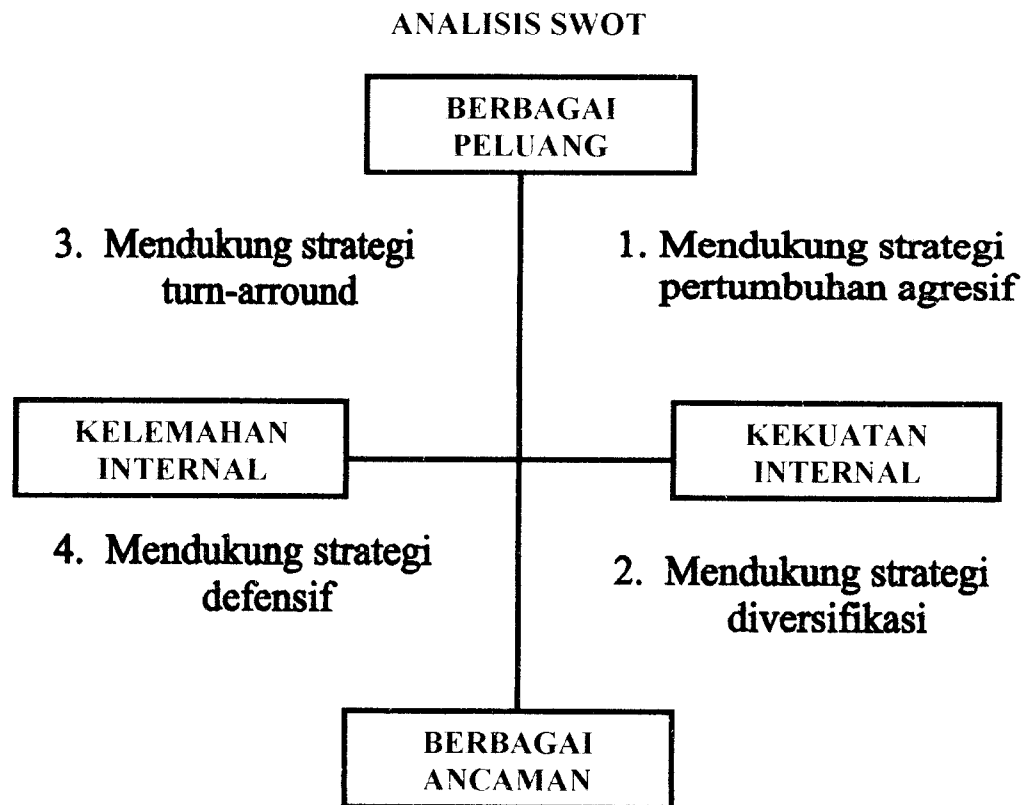 ANALISIS SWOT
BERBAGAI
PELUANG
3. Mendukung strategi
turn-arround
1. Mendukung strategi
pertumbuhan agresif
KELEMAHAN
INTERNAL
KEKUATAN
INTERNAL
4. Mendukung strategi
defensif
2. Mendukung strategi
diversifikasi
BERBAGAI
ANCAMAN